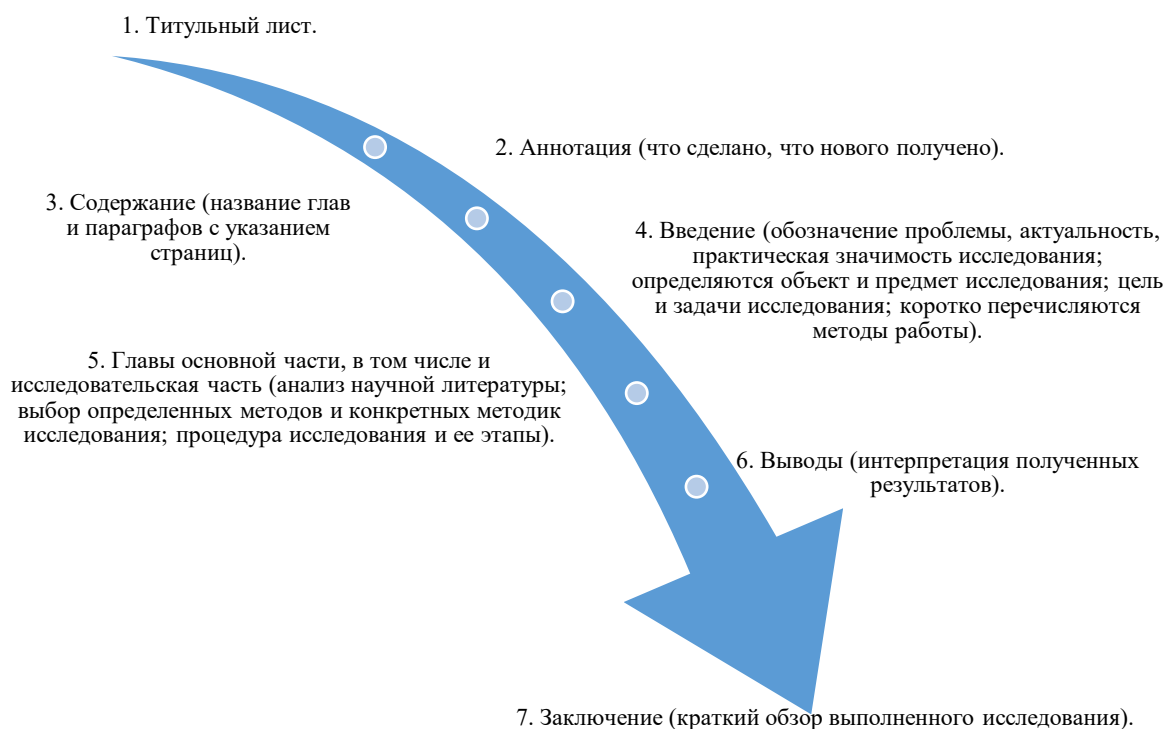 1. Титульный лист.
2. Аннотация (что сделано, что нового получено).
3. Содержание (название глав
и параграфов с указанием
страниц).
4. Введение (обозначение проблемы, актуальность,
практическая значимость исследования;
определяются объект и предмет исследования; цель
и задачи исследования; коротко перечисляются
методы работы).
5. Главы основной части, в том числе и
исследовательская часть (анализ научной литературы;
выбор определенных методов и конкретных методик
исследования; процедура исследования и ее этапы).
6. Выводы (интерпретация полученных
результатов).
7. Заключение (краткий обзор выполненного исследования).